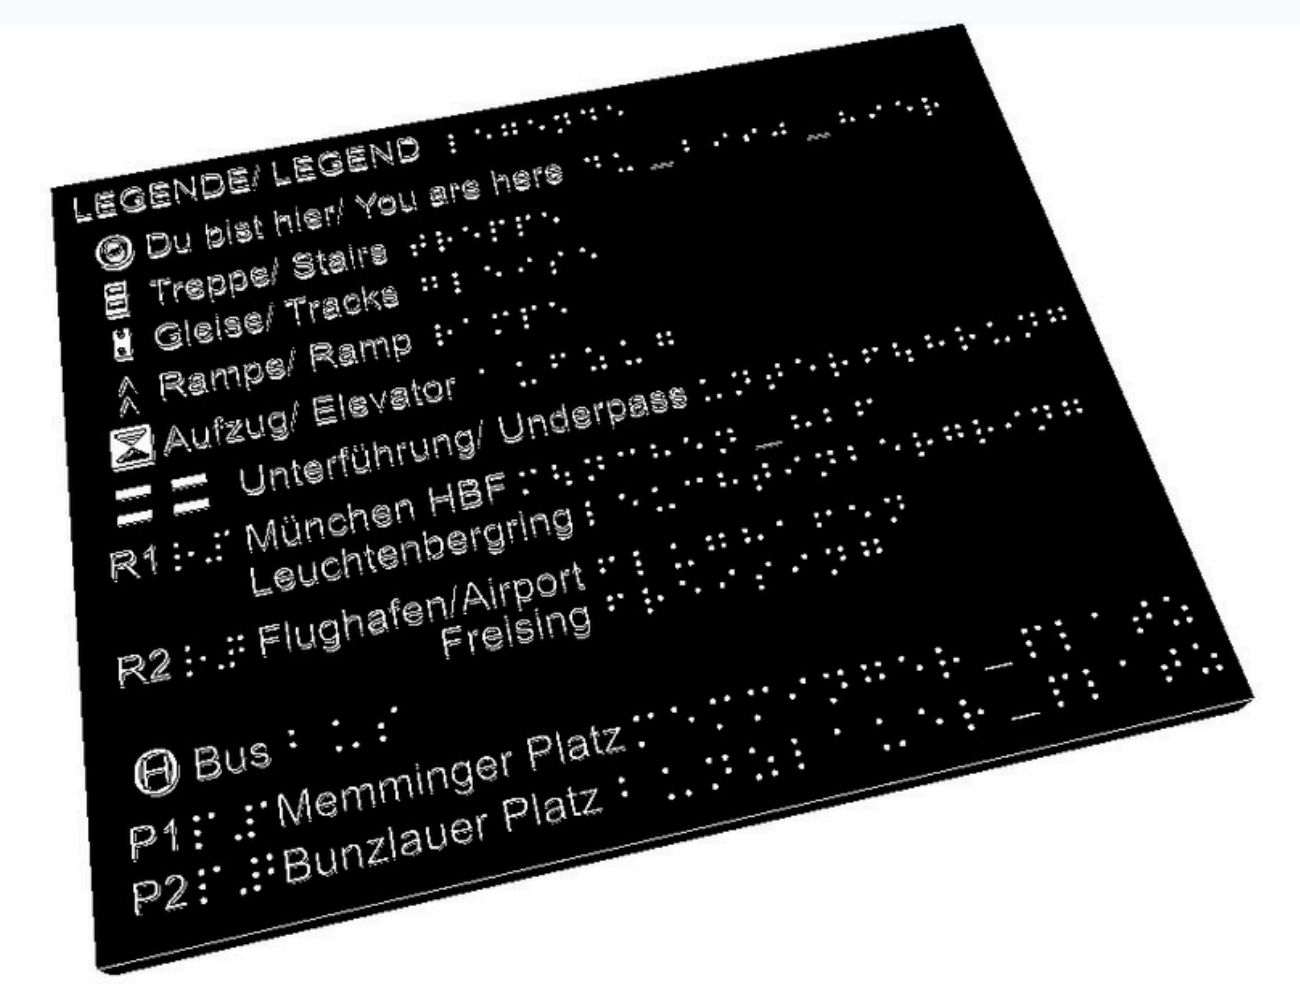 LEGENDE/ LEGEND
Du bist hier/ You are here
Treppe/ Stairs
Gleise/ Tracks
Rampe/ Ramp
Aufzug/ Elevator
Unterführung/ Underpass
R1 München HBF
Leuchtenbergring
R2 Flughafen/Airport
Freising
H Bus
P1 Memminger Platz
P2 Bunzlauer Platz